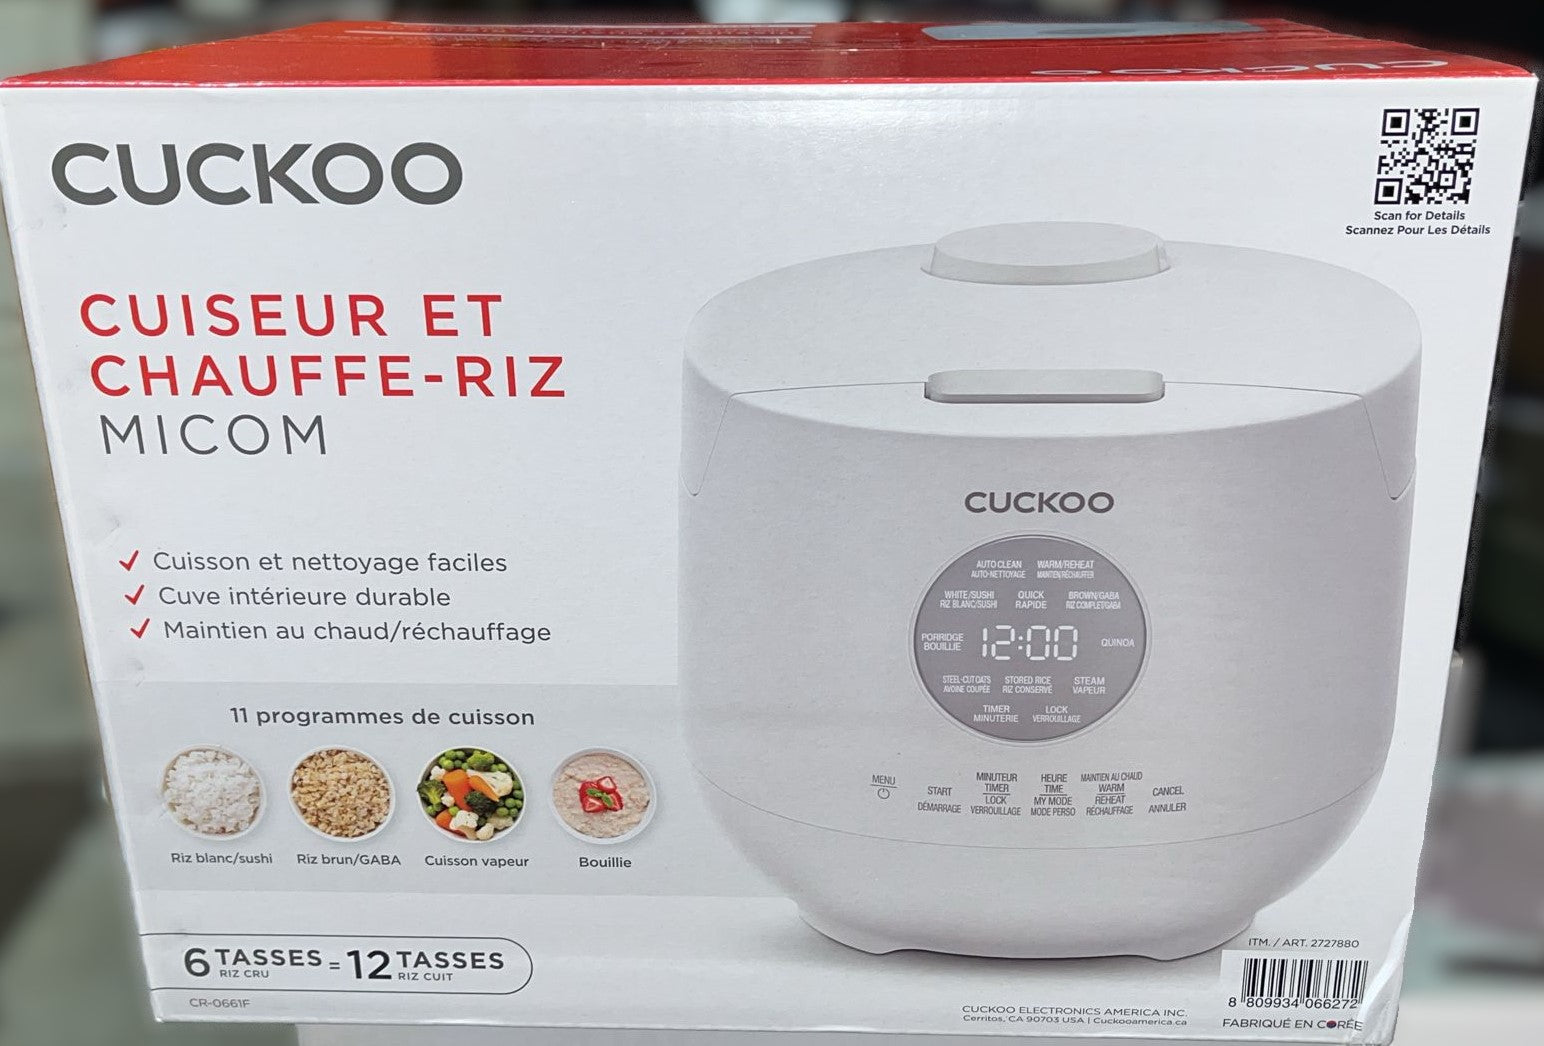 CUCKOO
CUCKOO
Scan for Details
Scannez Pour Les Détails
CUISEUR ET
CHAUFFE-RIZ
MICOM
Cuisson et nettoyage faciles
Cuve intérieure durable
Maintien au chaud/réchauffage
11 programmes de cuisson
Riz blanc/sushi
Riz brun/GABA
Cuisson vapeur
Bouillie
6 TASSES RIZ CRU = 12 TASSES RIZ CUIT
CR-0661F
CUCKOO
AUTO CLEAN
AUTO-NETTOYAGE
WARM/REHEAT
MAINTIEN/RÉCHAUFFER
WHITE/SUSHI
RIZ BLANC/SUSHI
QUICK
RAPIDE
BROWN/GABA
RIZ COMPLET/GABA
PORRIDGE
BOUILLIE
12:00
QUINOA
STEEL-CUT OATS
AVOINE COUPÉE
STORED RICE
RIZ CONSERVÉ
STEAM
VAPEUR
TIMER
MINUTERIE
LOCK
VERROUILLAGE
MENU
START
DÉMARRAGE
MINUTEUR
TIMER
LOCK
VERROUILLAGE
HEURE
TIME
MY MODE
MODE PERSO
MAINTIEN AU CHAUD
WARM
REHEAT
RÉCHAUFFAGE
CANCEL
ANNULER
ITM. / ART. 2727880
8 809934 066272
CUCKOO ELECTRONICS AMERICA INC.
Cerritos, CA 90703 USA | Cuckooamerica.ca
FABRIQUÉ EN CORÉE